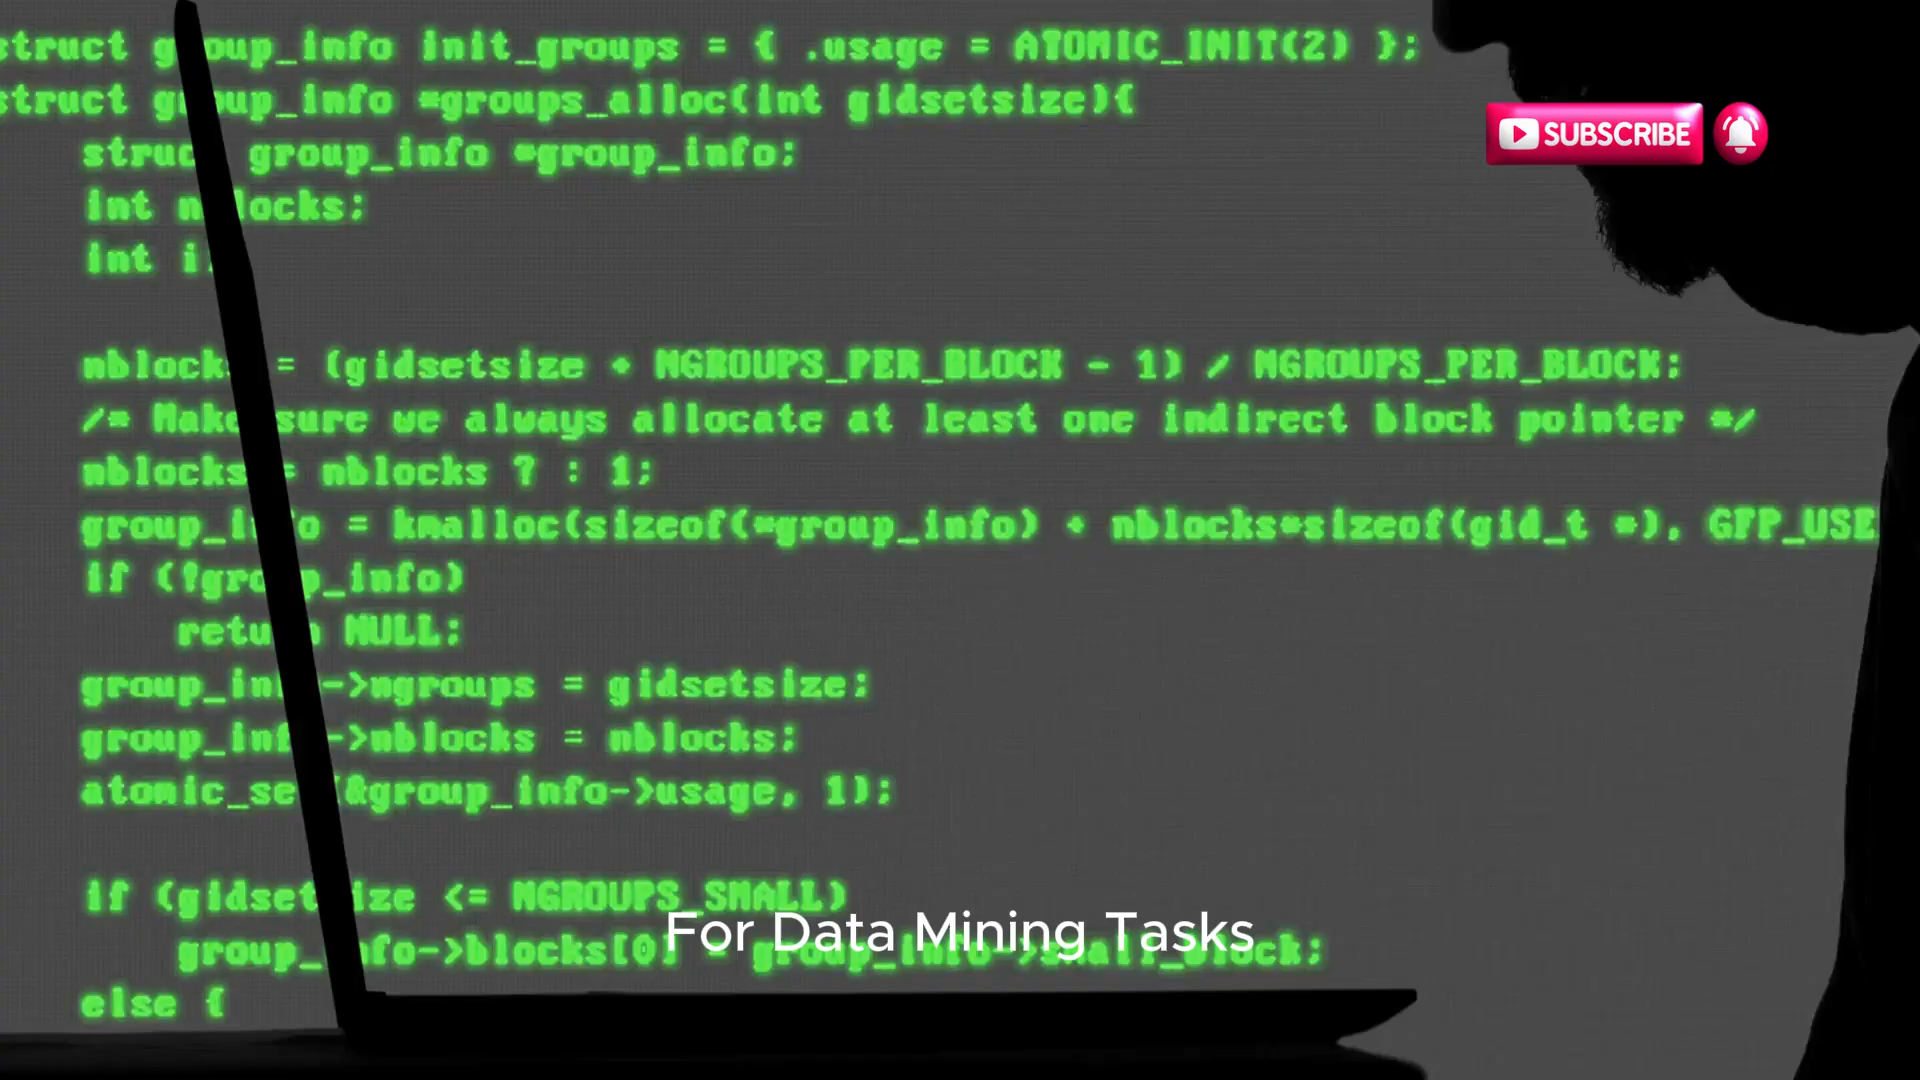 struct group_info init_groups = { .usage = ATOMIC_INIT(2) };
struct group_info *groups_alloc(int gidsetsize){
SUBSCRIBE
struct group_info *group_info;
int nblocks;
int i;
nblocks = (gidsetsize + NGROUPS_PER_BLOCK - 1) / NGROUPS_PER_BLOCK;
/* Make sure we always allocate at least one indirect block pointer */
nblocks = nblocks ? : 1;
group_info = kmalloc(sizeof(*group_info) + nblocks*sizeof(gid_t *), GFP_USE
if (!group_info)
return NULL;
group_info->ngroups = gidsetsize;
group_info->nblocks = nblocks;
atomic_set(&group_info->usage, 1);
if (gidsetsize <= NGROUPS_SMALL)
group_info->blocks[0] = group_info->small_block;
For Data Mining Tasks
else {